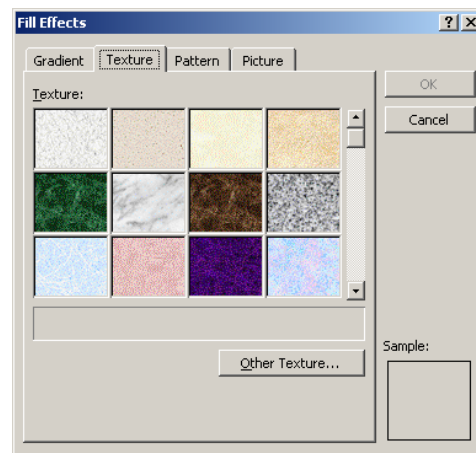 Fill Effects
Gradient Texture Pattern Picture
OK
Texture:
Cancel
Sample:
Other Texture...